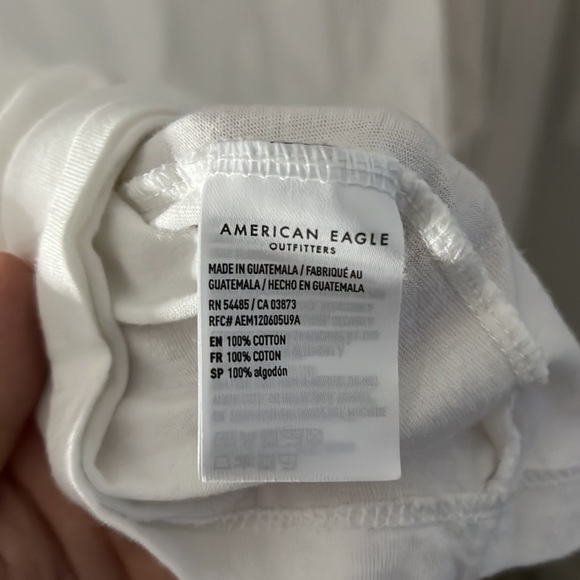 AMERICAN EAGLE
OUTFITTERS
MADE IN GUATEMALA / FABRIQUÉ AU
GUATEMALA / HECHO EN GUATEMALA
RN 54485 / CA 03873
RFC# AEM120605U9A
EN 100% COTTON
FR 100% COTON
SP 100% algodón